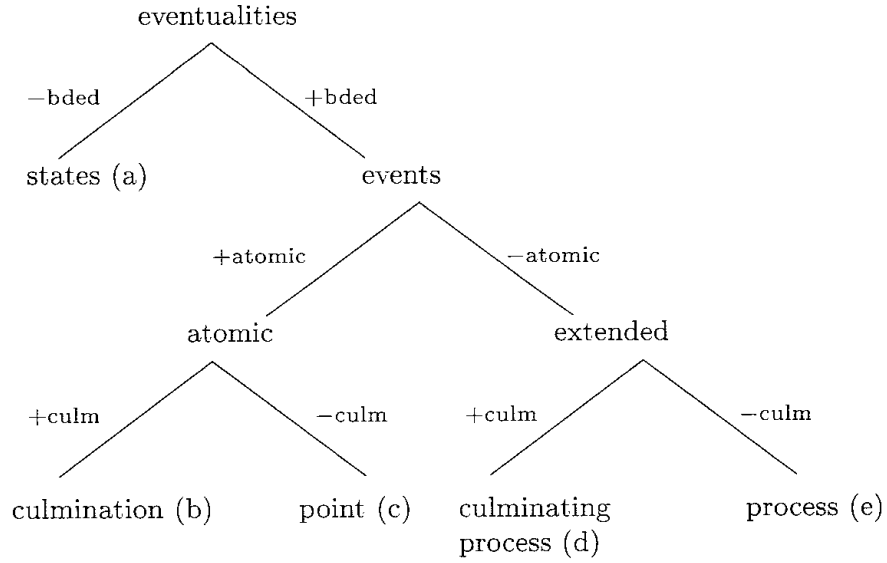 eventualities
−bded
+bded
states (a)
events
+atomic
−atomic
atomic
extended
+culm
−culm
+culm
−culm
culmination (b)
point (c)
culminating
process (d)
process (e)